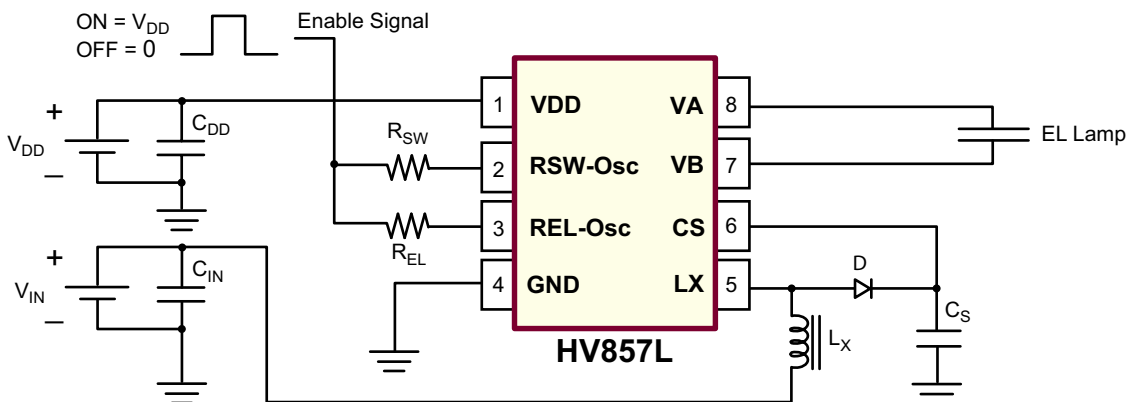 ON = VDD
OFF = 0
Enable Signal
+
VDD
–
CDD
RSW
REL
1 VDD
2 RSW-Osc
3 REL-Osc
4 GND
VA 8
VB 7
CS 6
LX 5
HV857L
EL Lamp
+
VIN
–
CIN
D
LX
CS